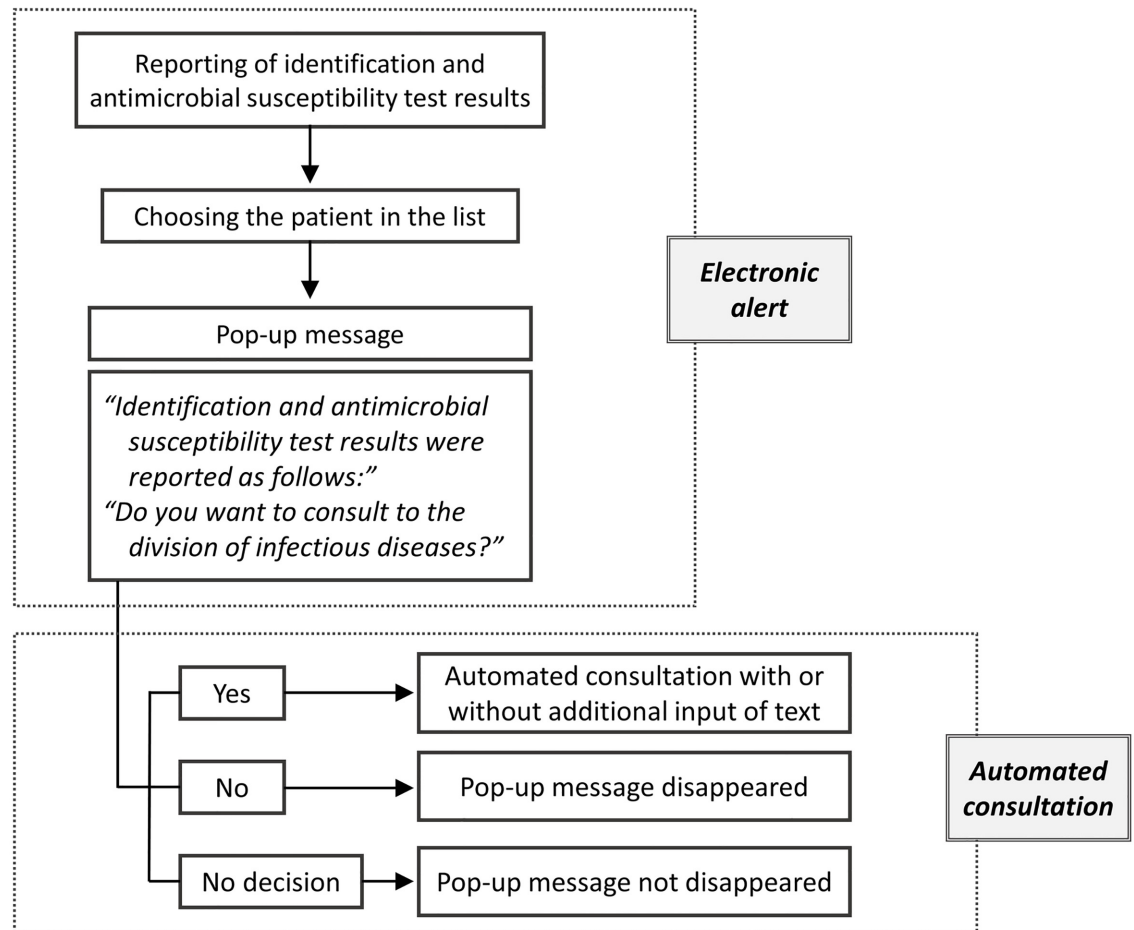 Reporting of identification and
antimicrobial susceptibility test results
Choosing the patient in the list
Electronic
alert
Pop-up message
“Identification and antimicrobial
susceptibility test results were
reported as follows:”
“Do you want to consult to the
division of infectious diseases?”
Yes
Automated consultation with or
without additional input of text
No
Pop-up message disappeared
Automated
consultation
No decision
Pop-up message not disappeared